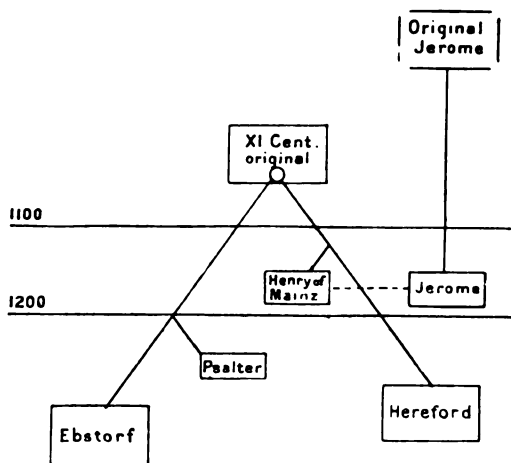 Original
Jerome
XI Cent.
original
1100
Henry of
Mainz
Jerome
1200
Psalter
Hereford
Ebstorf